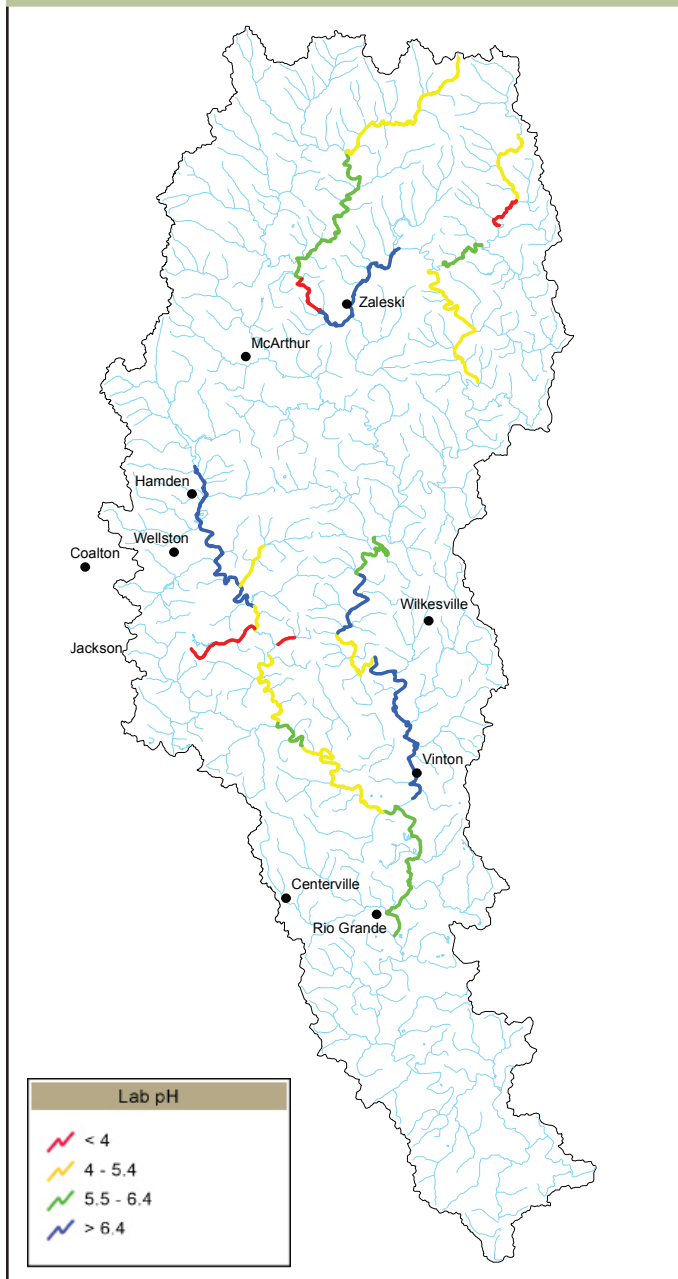 Zaleski
McArthur
Hamden
Wellston
Coalton
Wilkesville
Jackson
Vinton
Centerville
Rio Grande
Lab pH
< 4
4 - 5.4
5.5 - 6.4
> 6.4